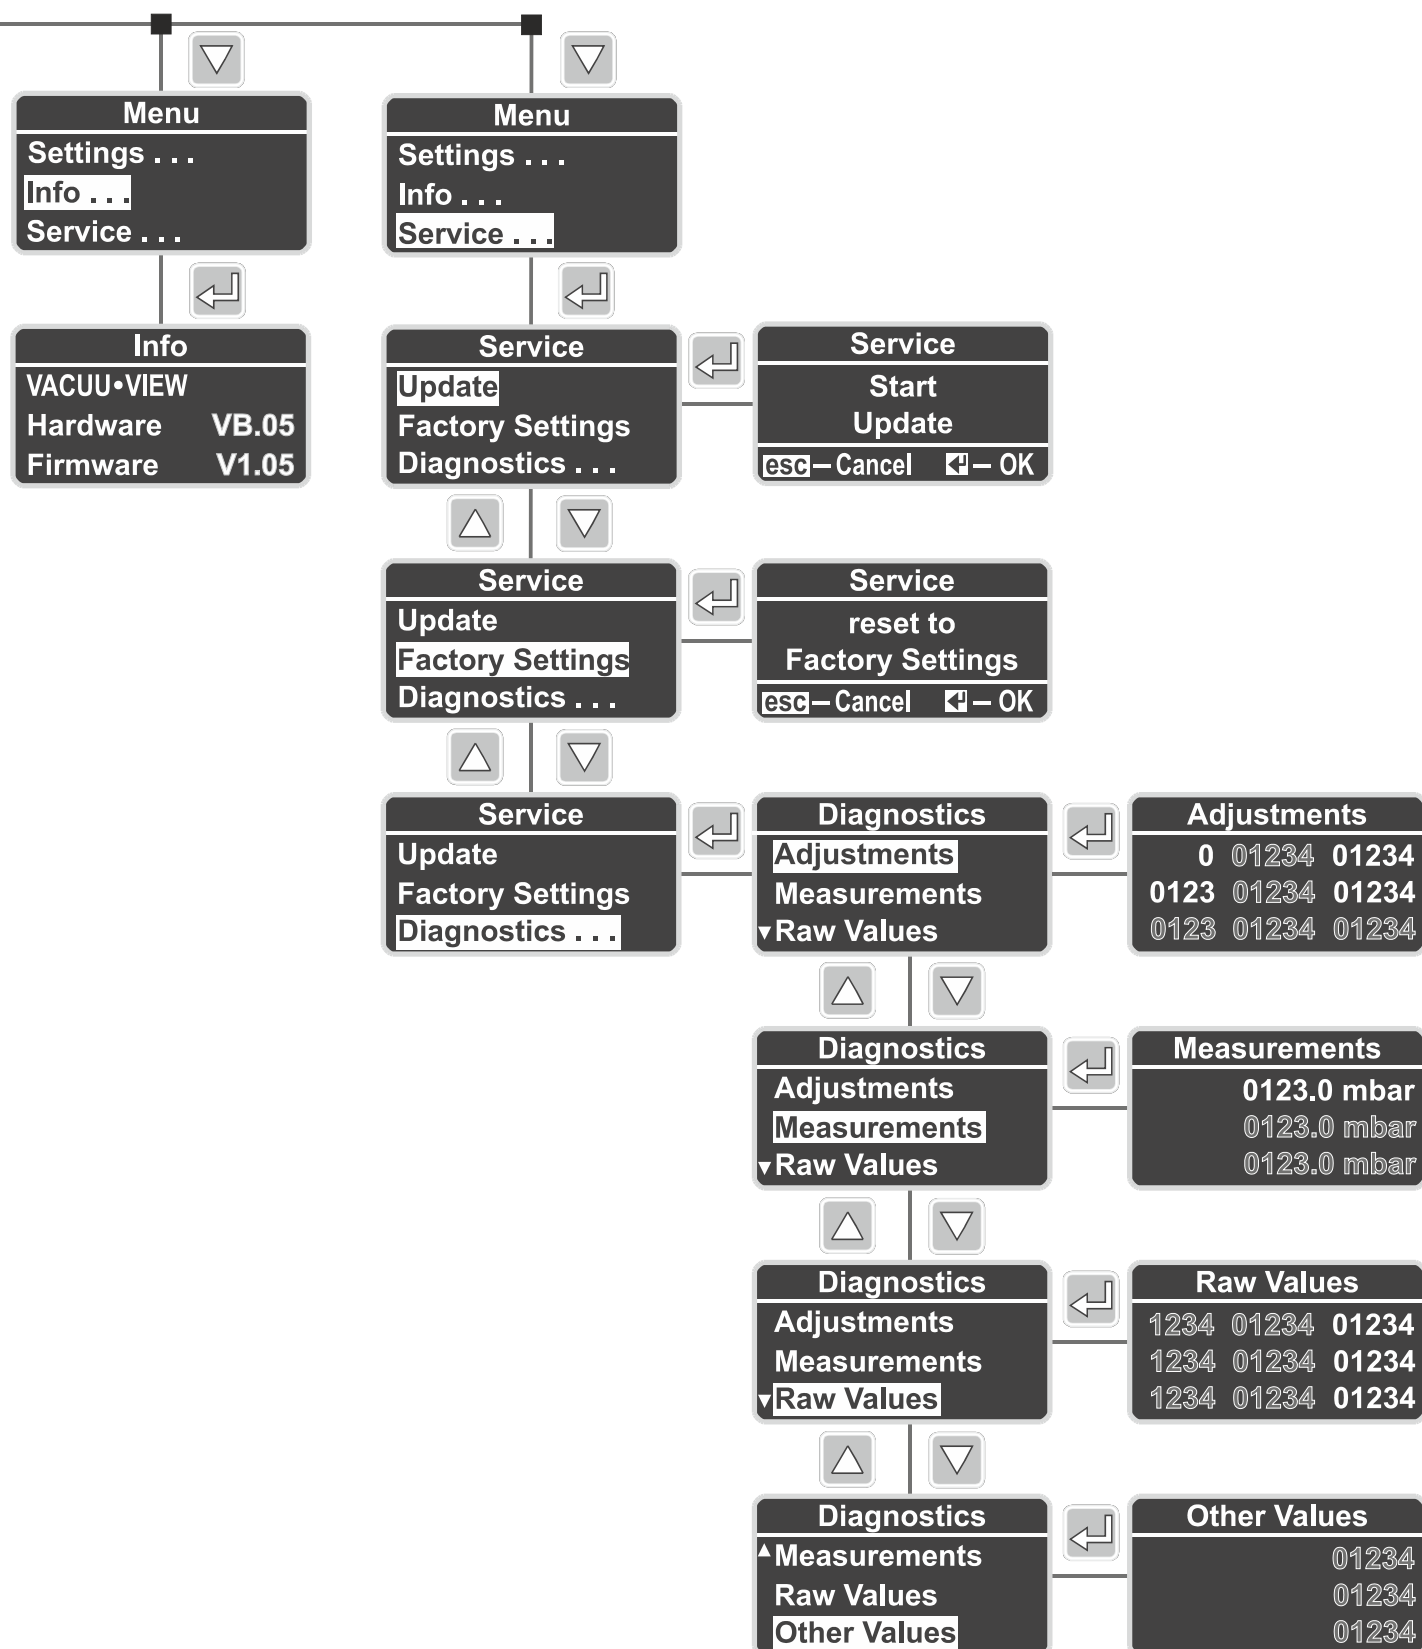 Menu
Settings . . .
Info . . .
Service . . .
Menu
Settings . . .
Info . . .
Service . . .
Info
VACUU•VIEW
Hardware VB.05
Firmware V1.05
Service
Update
Factory Settings
Diagnostics . . .
Service
Start
Update
esc – Cancel – OK
Service
Update
Factory Settings
Diagnostics . . .
Service
reset to
Factory Settings
esc – Cancel – OK
Service
Update
Factory Settings
Diagnostics . . .
Diagnostics
Adjustments
Measurements
Raw Values
Adjustments
0 01234 01234
0123 01234 01234
0123 01234 01234
Diagnostics
Adjustments
Measurements
Raw Values
Measurements
0123.0 mbar
0123.0 mbar
0123.0 mbar
Diagnostics
Adjustments
Measurements
Raw Values
Raw Values
1234 01234 01234
1234 01234 01234
1234 01234 01234
Diagnostics
Measurements
Raw Values
Other Values
Other Values
01234
01234
01234